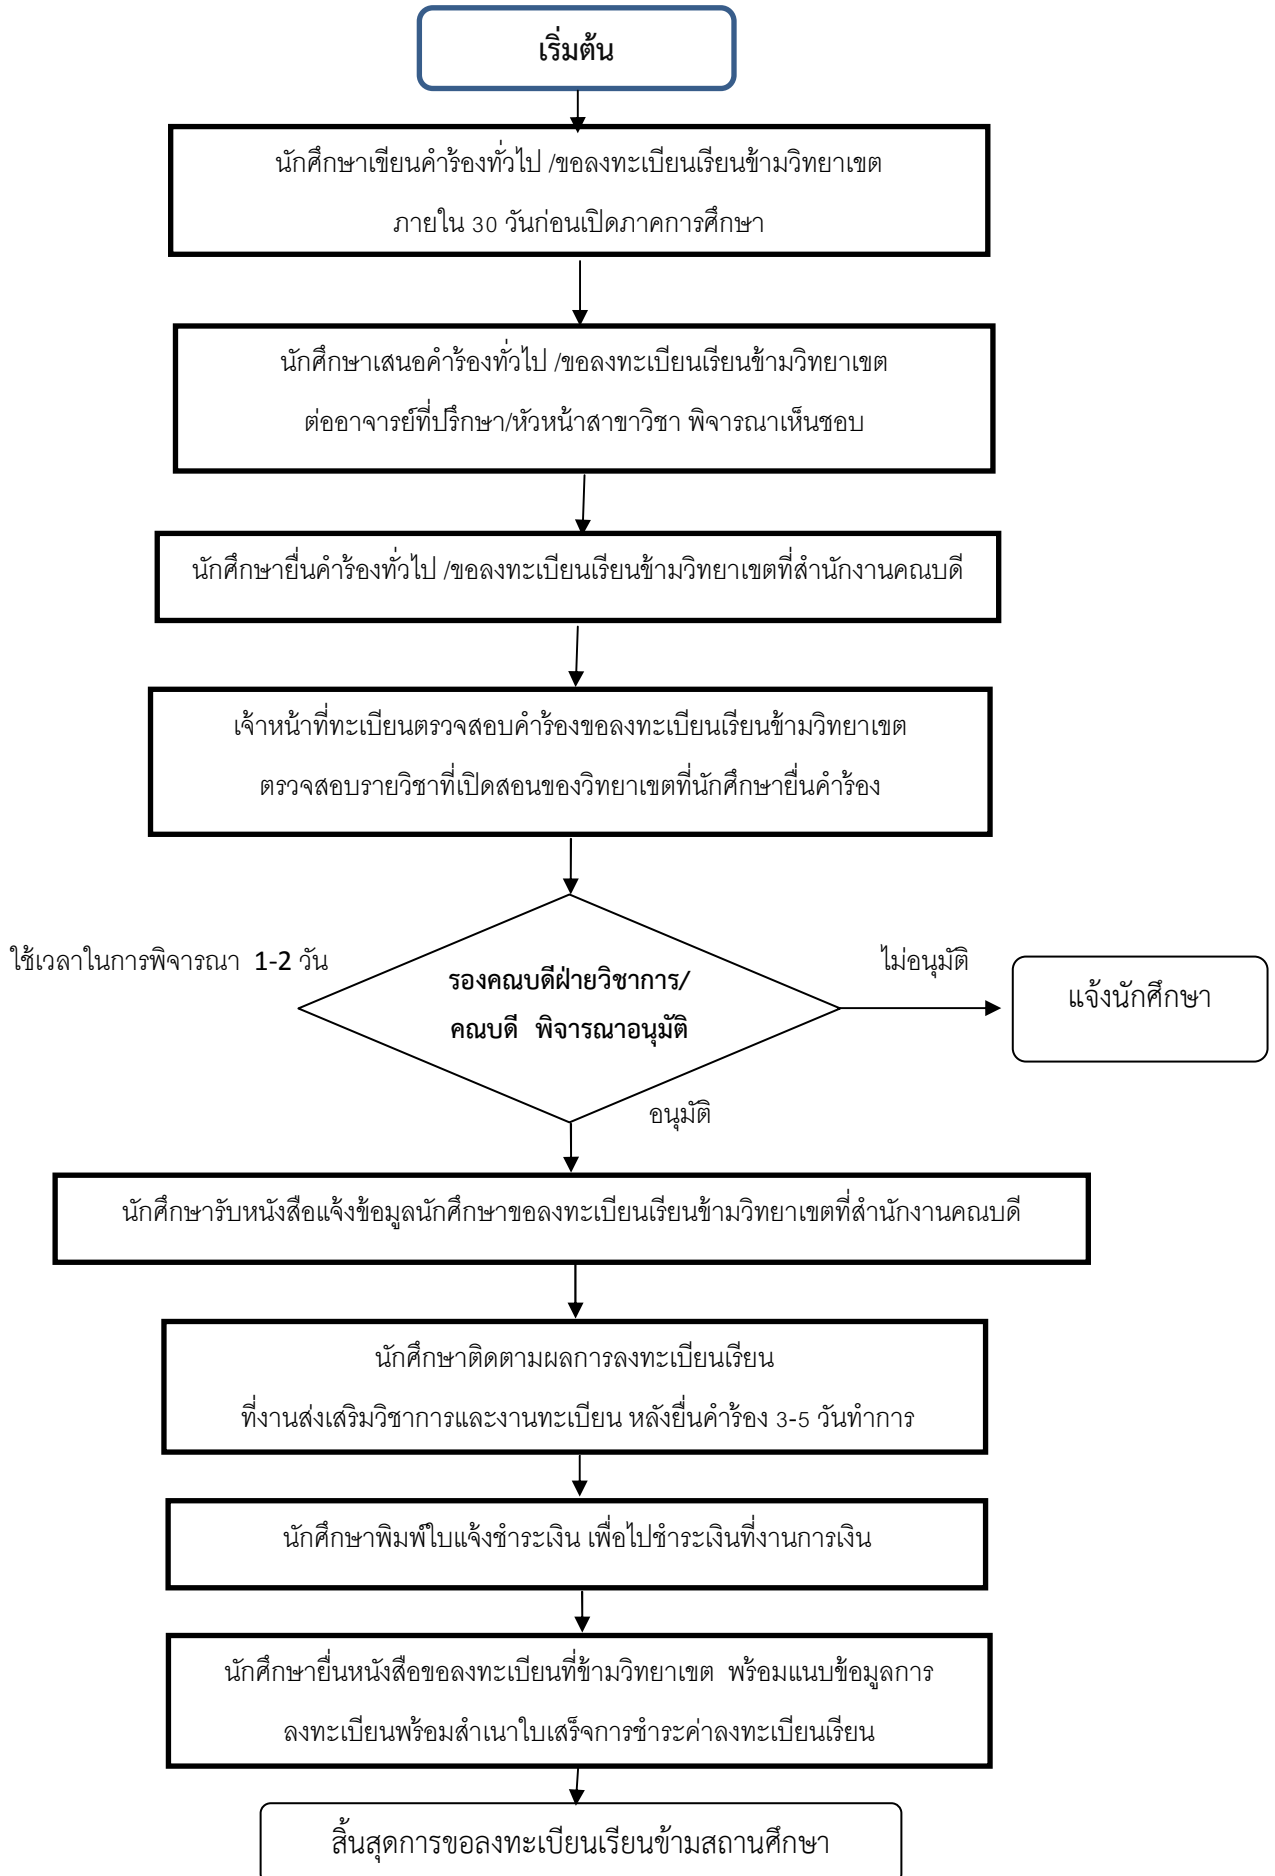 เริ่มต้น
นักศึกษาเขียนคำร้องทั่วไป /ขอลงทะเบียนเรียนข้ามวิทยาเขต
ภายใน 30 วันก่อนเปิดภาคการศึกษา
นักศึกษาเสนอคำร้องทั่วไป /ขอลงทะเบียนเรียนข้ามวิทยาเขต
ต่ออาจารย์ที่ปรึกษา/หัวหน้าสาขาวิชา พิจารณาเห็นชอบ
นักศึกษายื่นคำร้องทั่วไป /ขอลงทะเบียนเรียนข้ามวิทยาเขตที่สำนักงานคณบดี
เจ้าหน้าที่ทะเบียนตรวจสอบคำร้องขอลงทะเบียนเรียนข้ามวิทยาเขต
ตรวจสอบรายวิชาที่เปิดสอนของวิทยาเขตที่นักศึกษายื่นคำร้อง
ใช้เวลาในการพิจารณา 1-2 วัน
รองคณบดีฝ่ายวิชาการ/
คณบดี พิจารณาอนุมัติ
ไม่อนุมัติ
แจ้งนักศึกษา
อนุมัติ
นักศึกษารับหนังสือแจ้งข้อมูลนักศึกษาขอลงทะเบียนเรียนข้ามวิทยาเขตที่สำนักงานคณบดี
นักศึกษาติดตามผลการลงทะเบียนเรียน
ที่งานส่งเสริมวิชาการและงานทะเบียน หลังยื่นคำร้อง 3-5 วันทำการ
นักศึกษาพิมพ์ใบแจ้งชำระเงิน เพื่อไปชำระเงินที่งานการเงิน
นักศึกษายื่นหนังสือขอลงทะเบียนที่ข้ามวิทยาเขต พร้อมแนบข้อมูลการ
ลงทะเบียนพร้อมสำเนาใบเสร็จการชำระค่าลงทะเบียนเรียน
สิ้นสุดการขอลงทะเบียนเรียนข้ามสถานศึกษา